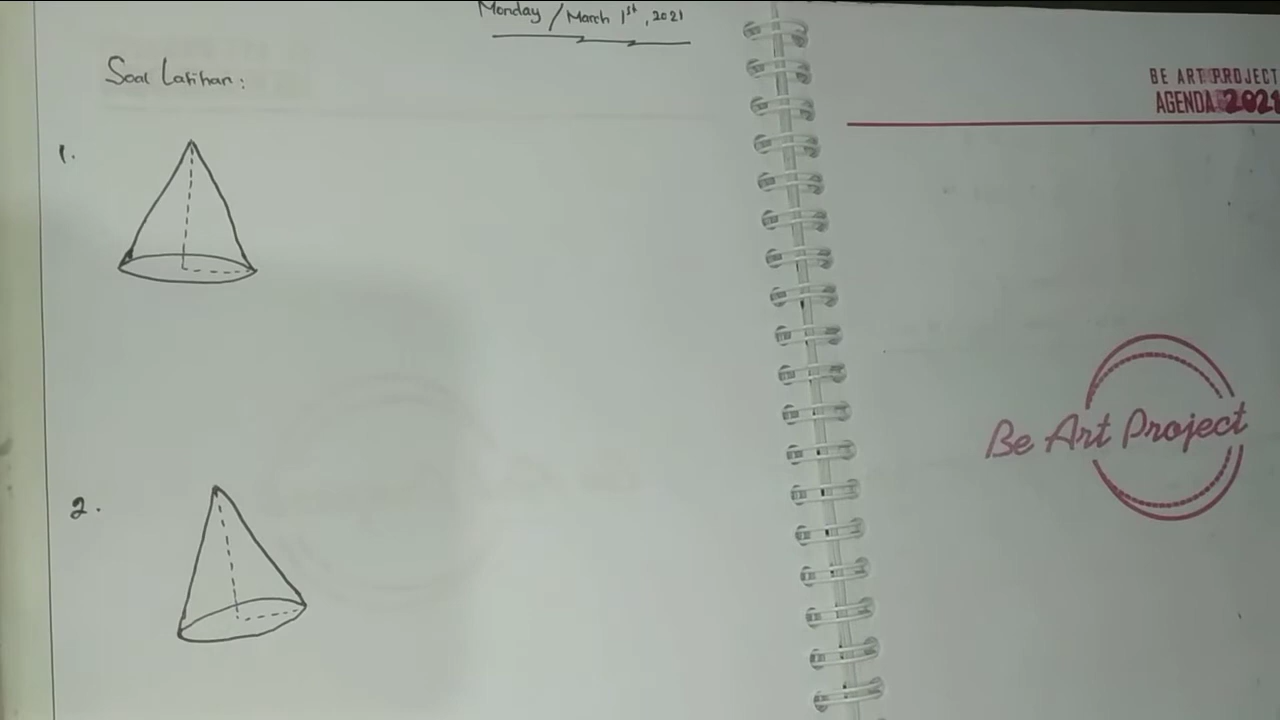 Monday / March 1st, 2021
Soal Latihan:
1.
2.
BE ART PROJECT
AGENDA 2021
Be Art Project